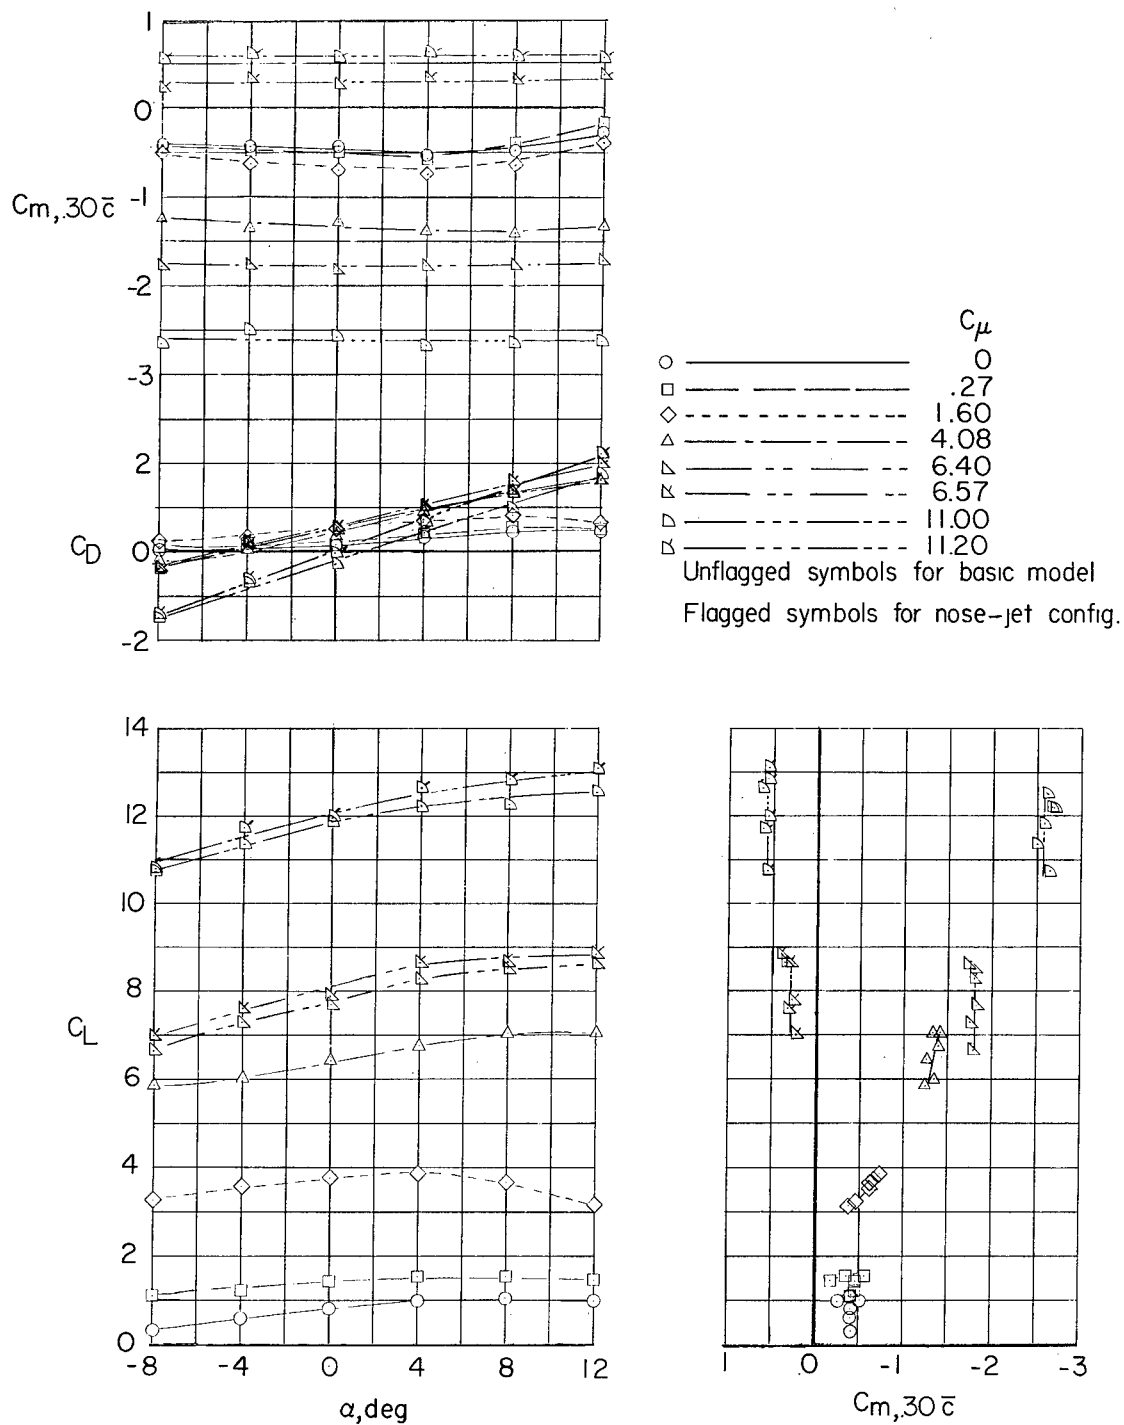 1
0
Cm,.30c̄
-1
-2
-3
2
CD
0
-2
Cμ
0
.27
1.60
4.08
6.40
6.57
11.00
11.20
Unflagged symbols for basic model
Flagged symbols for nose-jet config.
14
12
10
8
CL
6
4
2
0
-8 -4 0 4 8 12
α,deg
1 0 -1 -2 -3
Cm,.30c̄